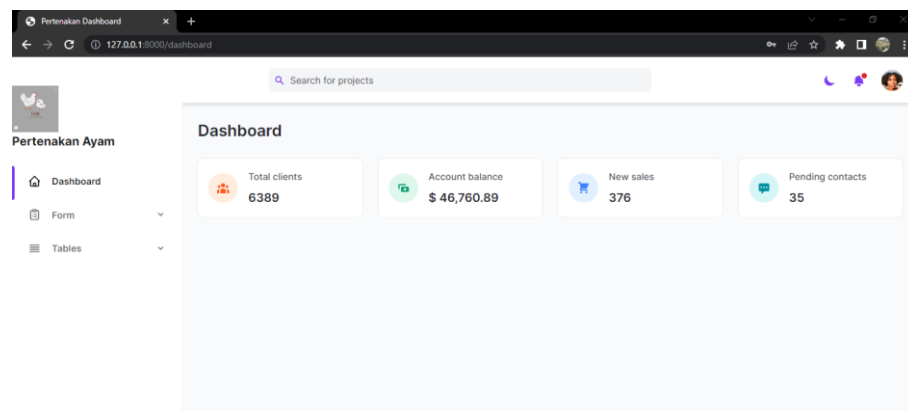 Pertenakan Dashboard
127.0.0.1:8000/dashboard
Search for projects
Pertenakan Ayam
Dashboard
Form
Tables
Dashboard
Total clients
6389
Account balance
$ 46,760.89
New sales
376
Pending contacts
35